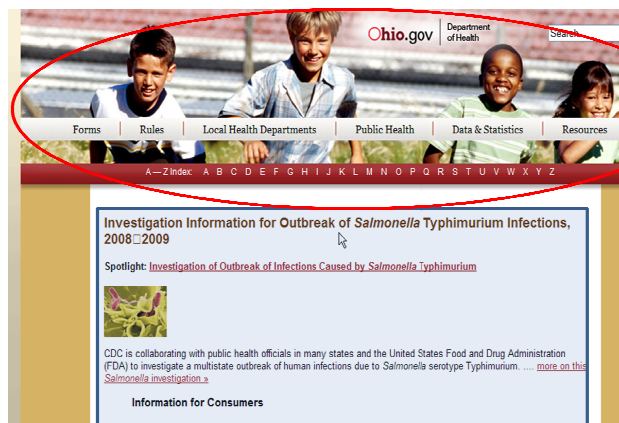 Ohio.gov
Department
of Health
Search
Forms Rules Local Health Departments Public Health Data & Statistics Resources
A — Z Index: A B C D E F G H I J K L M N O P Q R S T U V W X Y Z
Investigation Information for Outbreak of Salmonella Typhimurium Infections,
2008□2009
Spotlight: Investigation of Outbreak of Infections Caused by Salmonella Typhimurium
CDC is collaborating with public health officials in many states and the United States Food and Drug Administration
(FDA) to investigate a multistate outbreak of human infections due to Salmonella serotype Typhimurium. .... more on this
Salmonella investigation »
Information for Consumers